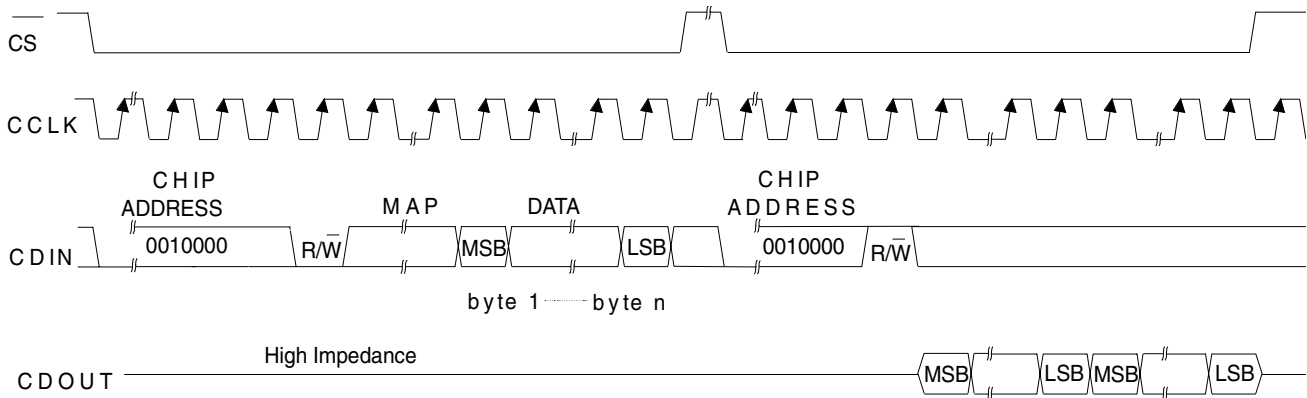 CS
CCLK
CHIP
ADDRESS
MAP
DATA
CHIP
ADDRESS
CDIN
0010000
R/W
MSB
LSB
0010000
R/W
byte 1 byte n
High Impedance
CDOUT
MSB
LSB
MSB
LSB